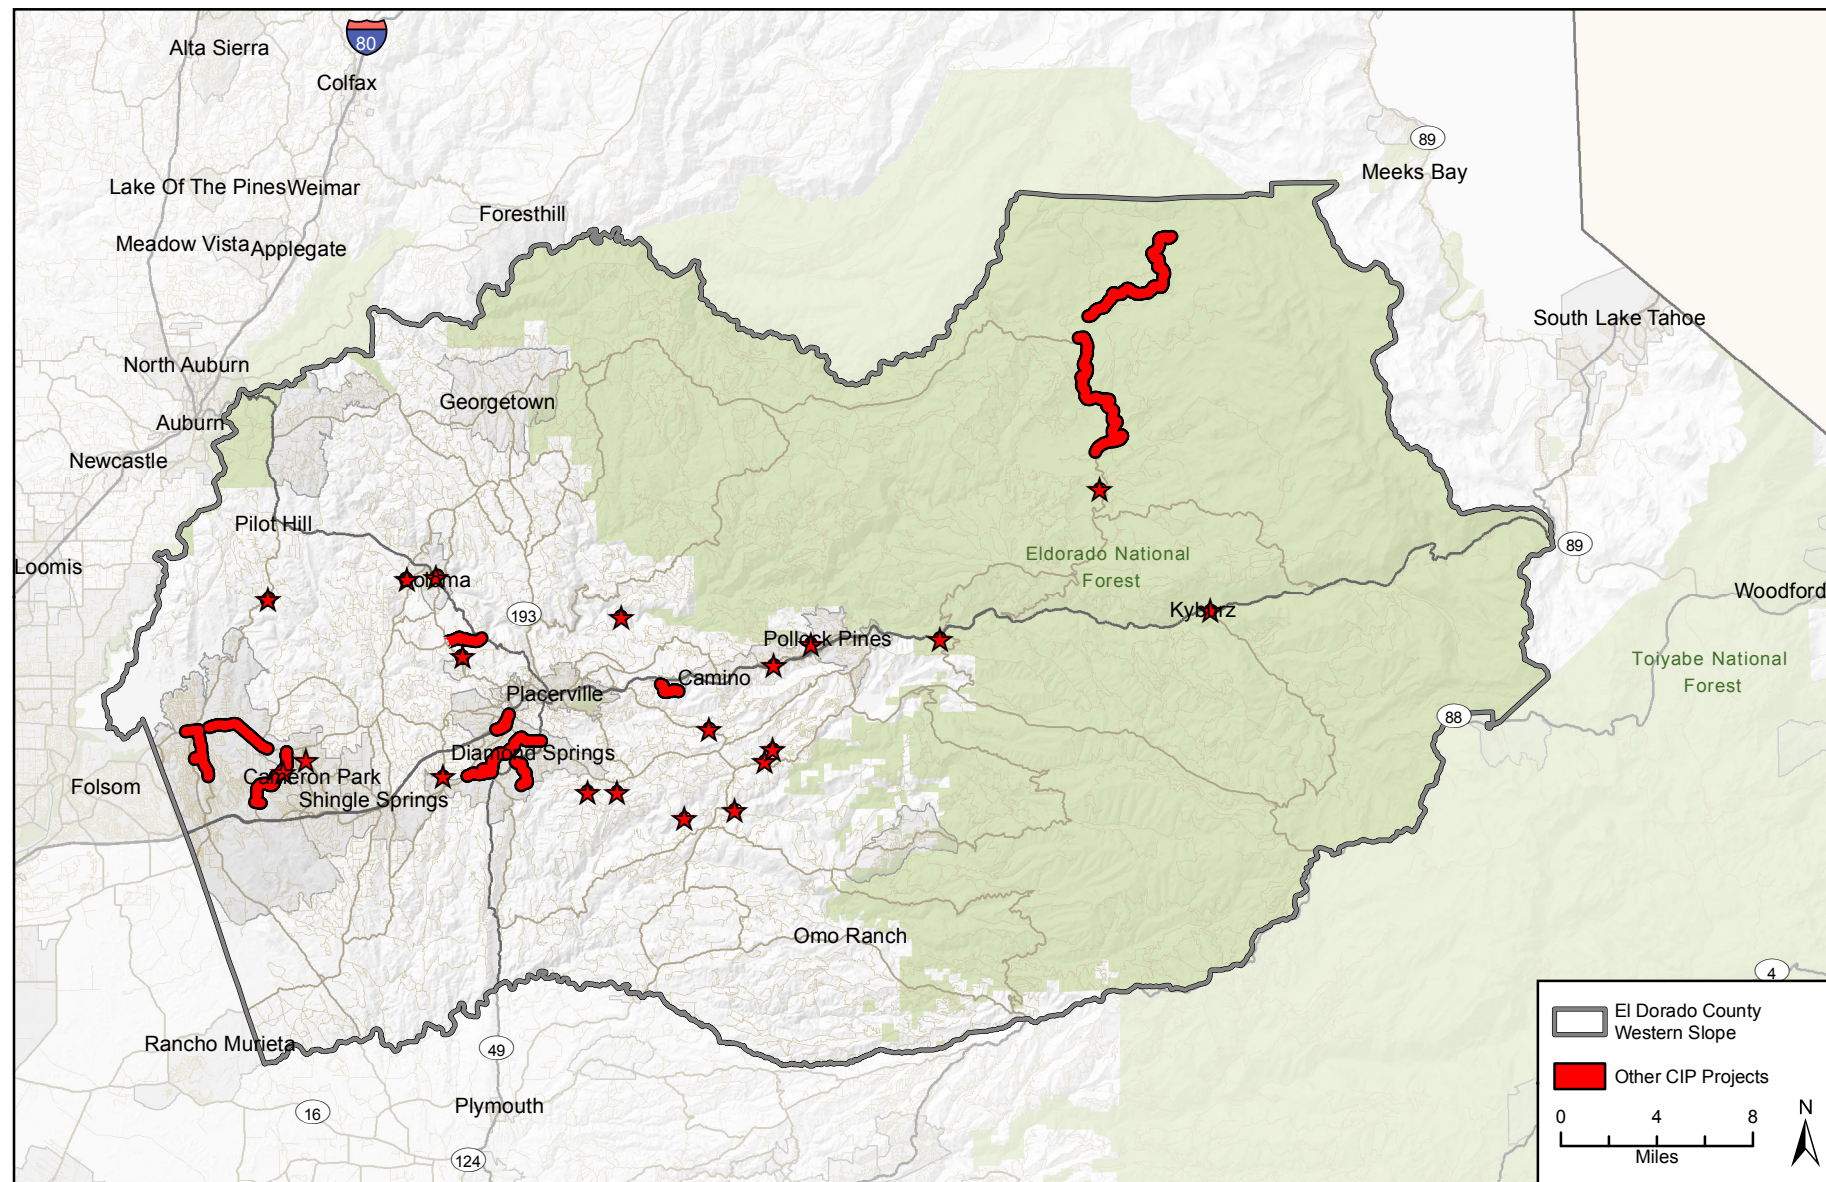 80
Alta Sierra
Colfax
89
Meeks Bay
Lake Of The Pines
Weimar
Foresthill
Meadow Vista
Applegate
South Lake Tahoe
North Auburn
Georgetown
Auburn
Newcastle
Pilot Hill
89
Eldorado National
Forest
Loomis
Coloma
Woodford
193
Kyburz
Pollock Pines
Toiyabe National
Forest
Camino
Placerville
88
Diamond Springs
Cameron Park
Folsom
Shingle Springs
Omo Ranch
4
El Dorado County
Western Slope
Rancho Murieta
49
Other CIP Projects
Plymouth
16
0 4 8
Miles
N
124